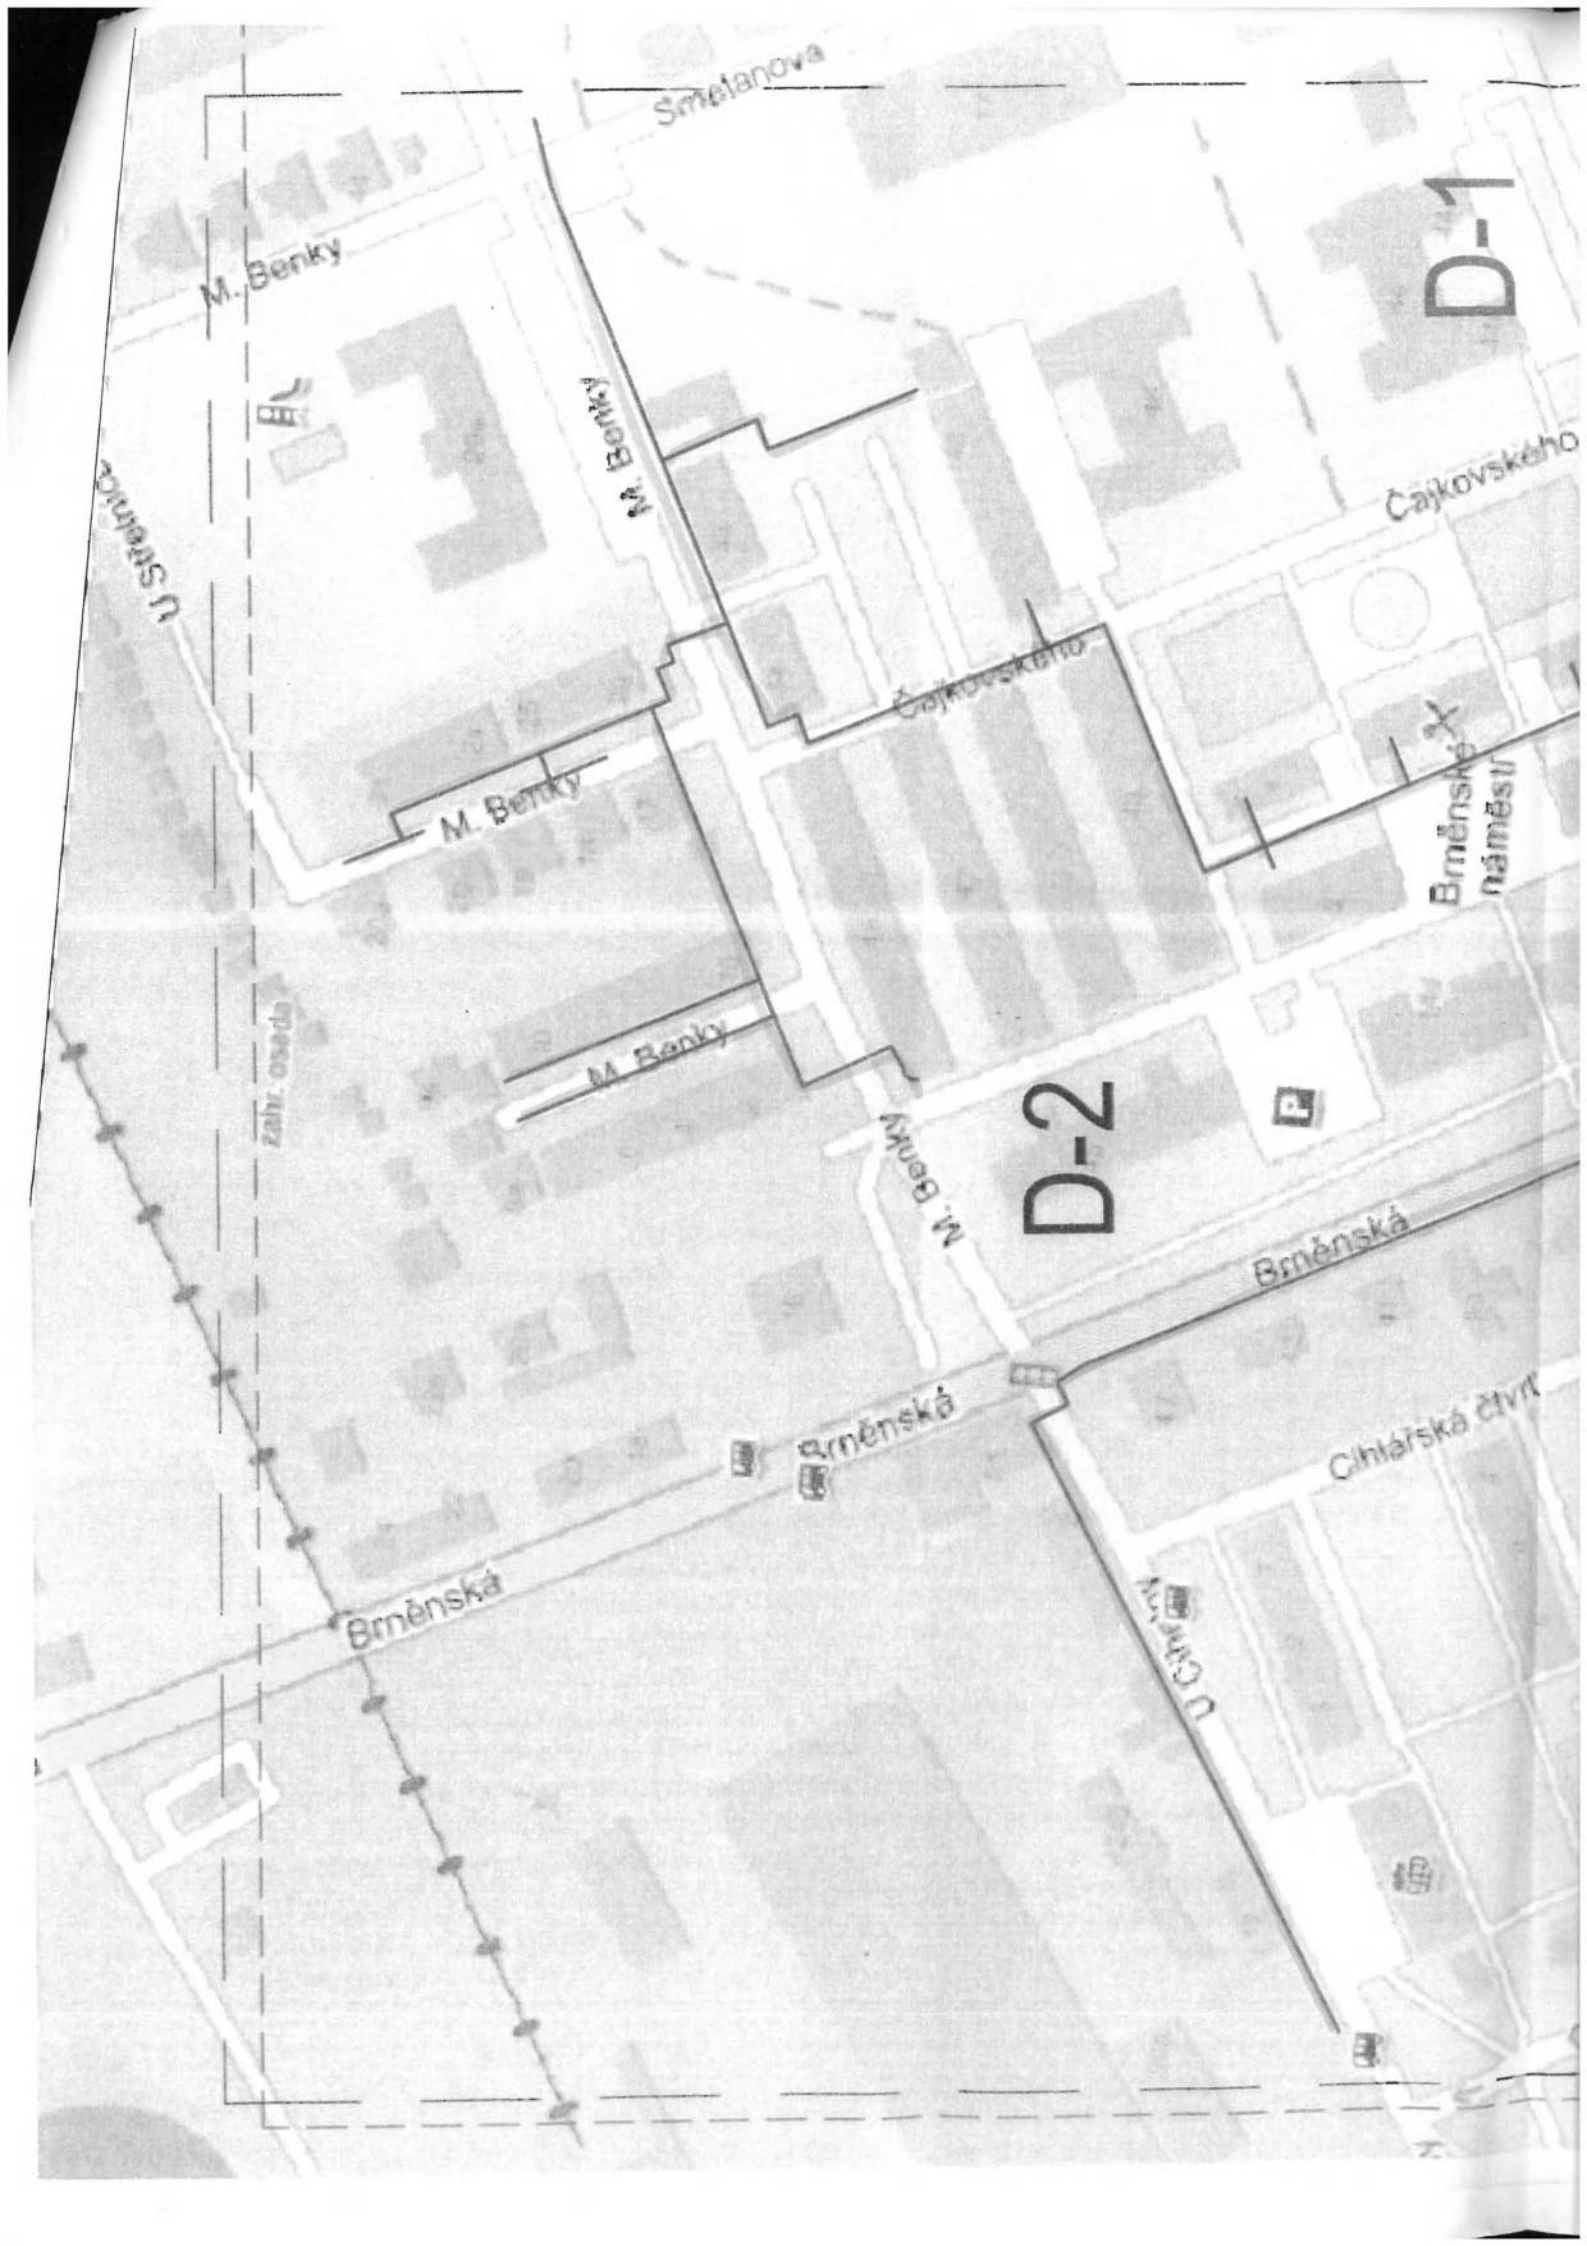 Smetanova
M. Benky
U Střelnice
M. Benky
D-1
Čajkovského
Čajkovského
M. Benky
Brněnské
náměstí
zahr. osada
M. Benky
M. Benky
D-2
P
Brněnská
Brněnská
Cihlářská čtvrť
Brněnská
U Cihelny